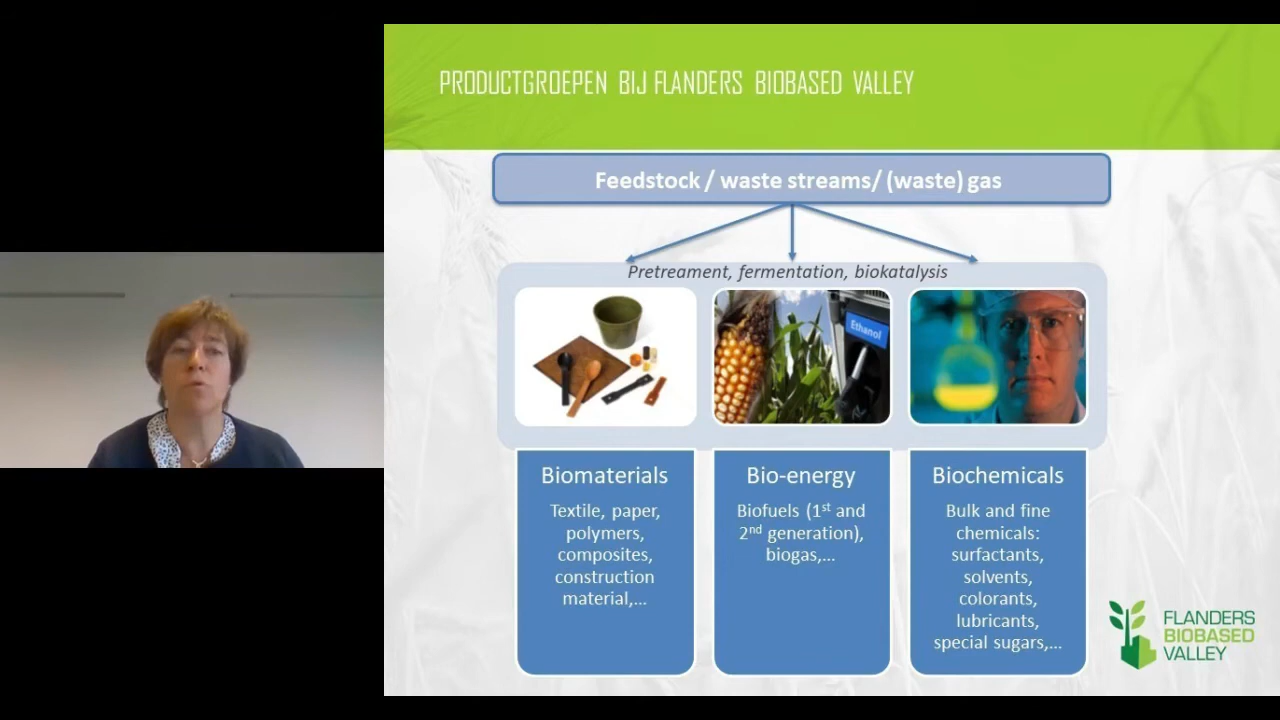 PRODUCTGROEPEN BIJ FLANDERS BIOBASED VALLEY
Feedstock / waste streams/ (waste) gas
Pretreament, fermentation, biokatalysis
Ethanol
Biomaterials
Textile, paper,
polymers,
composites,
construction
material,...
Bio-energy
Biofuels (1st and
2nd generation),
biogas,...
Biochemicals
Bulk and fine
chemicals:
surfactants,
solvents,
colorants,
lubricants,
special sugars,...
FLANDERS
BIOBASED
VALLEY